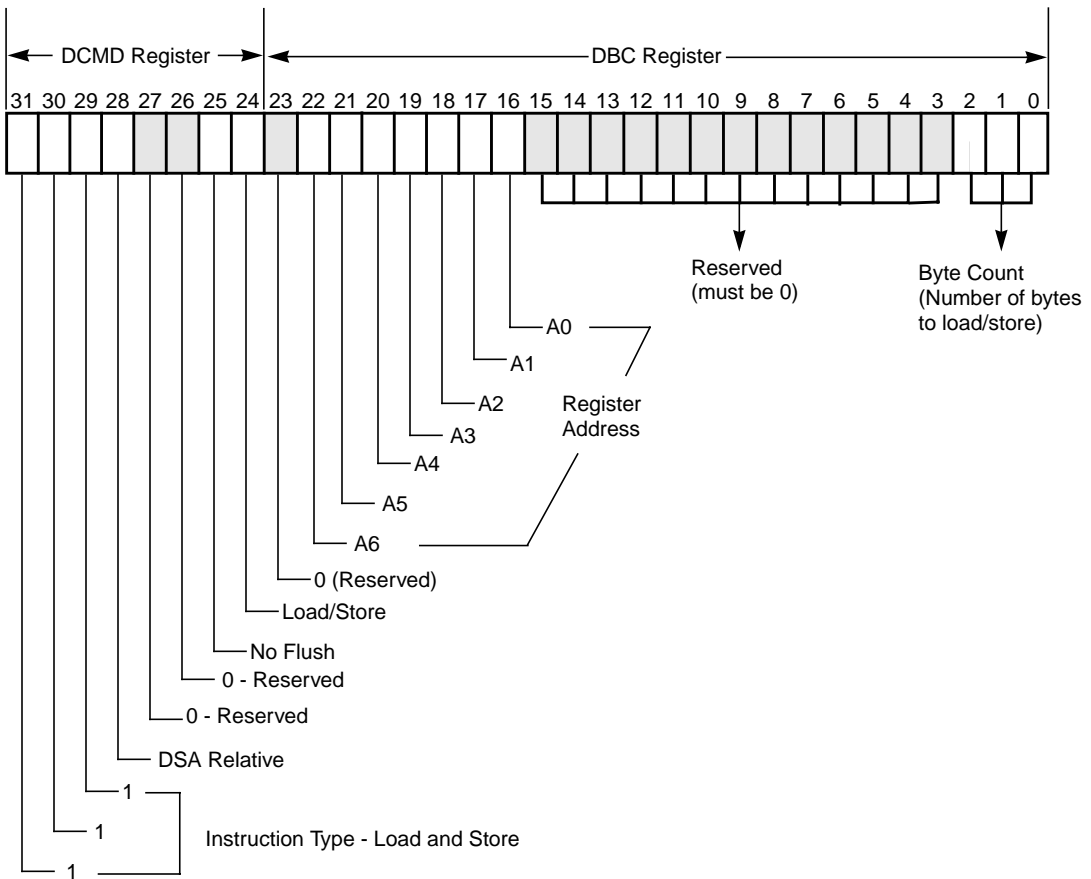 DCMD Register
DBC Register
31 30 29 28 27 26 25 24 23 22 21 20 19 18 17 16 15 14 13 12 11 10 9 8 7 6 5 4 3 2 1 0
Reserved
(must be 0)
Byte Count
(Number of bytes
to load/store)
A0
A1
A2
A3
A4
A5
A6
Register
Address
0 (Reserved)
Load/Store
No Flush
0 - Reserved
0 - Reserved
DSA Relative
1
1
1
Instruction Type - Load and Store